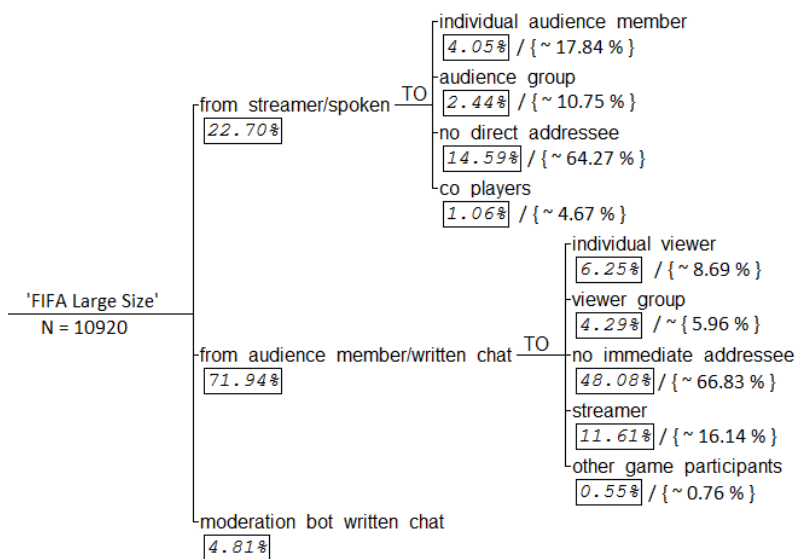 individual audience member
4.05% / { ~ 17.84 % }
TO
audience group
from streamer/spoken
2.44% / { ~ 10.75 % }
22.70%
no direct addressee
14.59% / { ~ 64.27 % }
co players
1.06% / { ~ 4.67 % }
individual viewer
6.25% / { ~ 8.69 % }
'FIFA Large Size'
viewer group
N = 10920
4.29% / ~ { 5.96 % }
from audience member/written chat
TO
no immediate addressee
71.94%
48.08% / { ~ 66.83 % }
streamer
11.61% / { ~ 16.14 % }
other game participants
0.55% / { ~ 0.76 % }
moderation bot written chat
4.81%